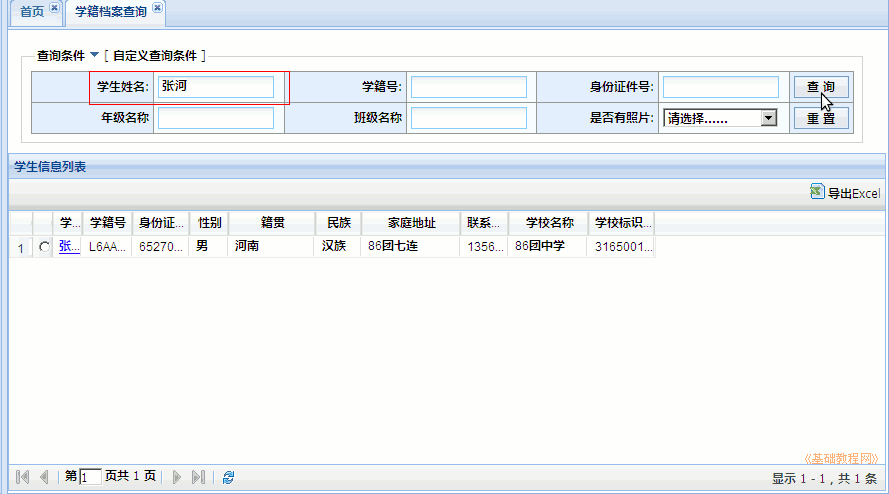 首页 学籍档案查询
查询条件 [ 自定义查询条件 ]
学生姓名: 张河 学籍号: 身份证件号: 查 询
年级名称 班级名称 是否有照片: 请选择...... 重 置
学生信息列表
导出Excel
学... 学籍号 身份证... 性别 籍贯 民族 家庭地址 联系... 学校名称 学校标识...
1 张... L6AA... 65270... 男 河南 汉族 86团七连 1356... 86团中学 3165001...
《基础教程网》
第 1 页共 1 页 显示 1 - 1 , 共 1 条